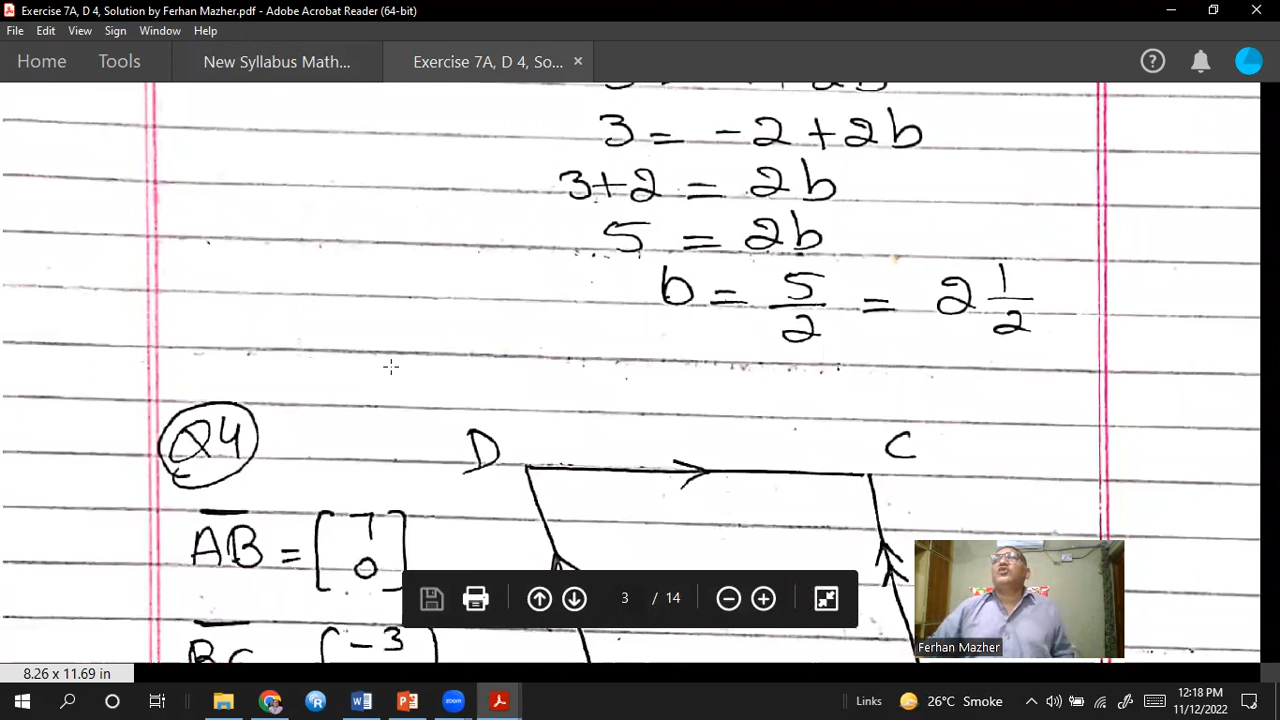 Exercise 7A, D 4, Solution by Ferhan Mazher.pdf - Adobe Acrobat Reader (64-bit)
File Edit View Sign Window Help
Home Tools New Syllabus Math... Exercise 7A, D 4, So...
3 = -2 + 2b
3+2 = 2b
5 = 2b
b = 5/2 = 2 1/2
Q4
D C
AB = [7 0]
BC [-3
3 / 14
Ferhan Mazher
8.26 x 11.69 in
Links 26°C Smoke 12:18 PM
11/12/2022